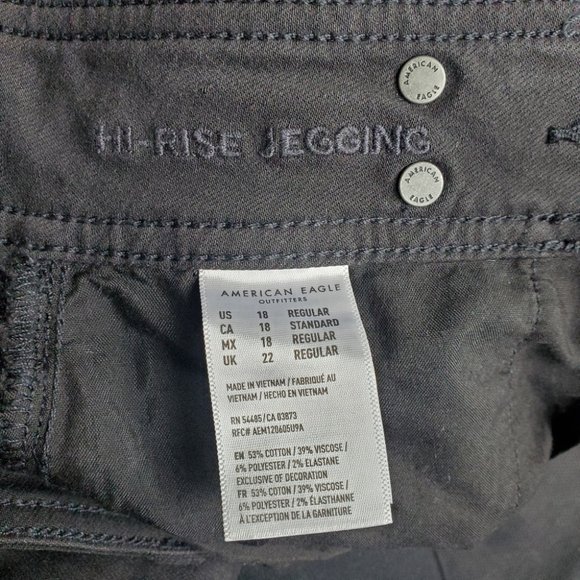 AMERICAN
EAGLE
HI-RISE JEGGING
AMERICAN
EAGLE
AMERICAN EAGLE
OUTFITTERS
US 18 REGULAR
CA 18 STANDARD
MX 18 REGULAR
UK 22 REGULAR
MADE IN VIETNAM / FABRIQUÉ AU
VIETNAM / HECHO EN VIETNAM
RN 54485/CA 03873
RFC# AEM120605U9A
EN 53% COTTON / 39% VISCOSE /
6% POLYESTER / 2% ELASTANE
EXCLUSIVE OF DECORATION
FR 53% COTON / 39% VISCOSE /
6% POLYESTER / 2% ÉLASTHANNE
À L'EXCEPTION DE LA GARNITURE